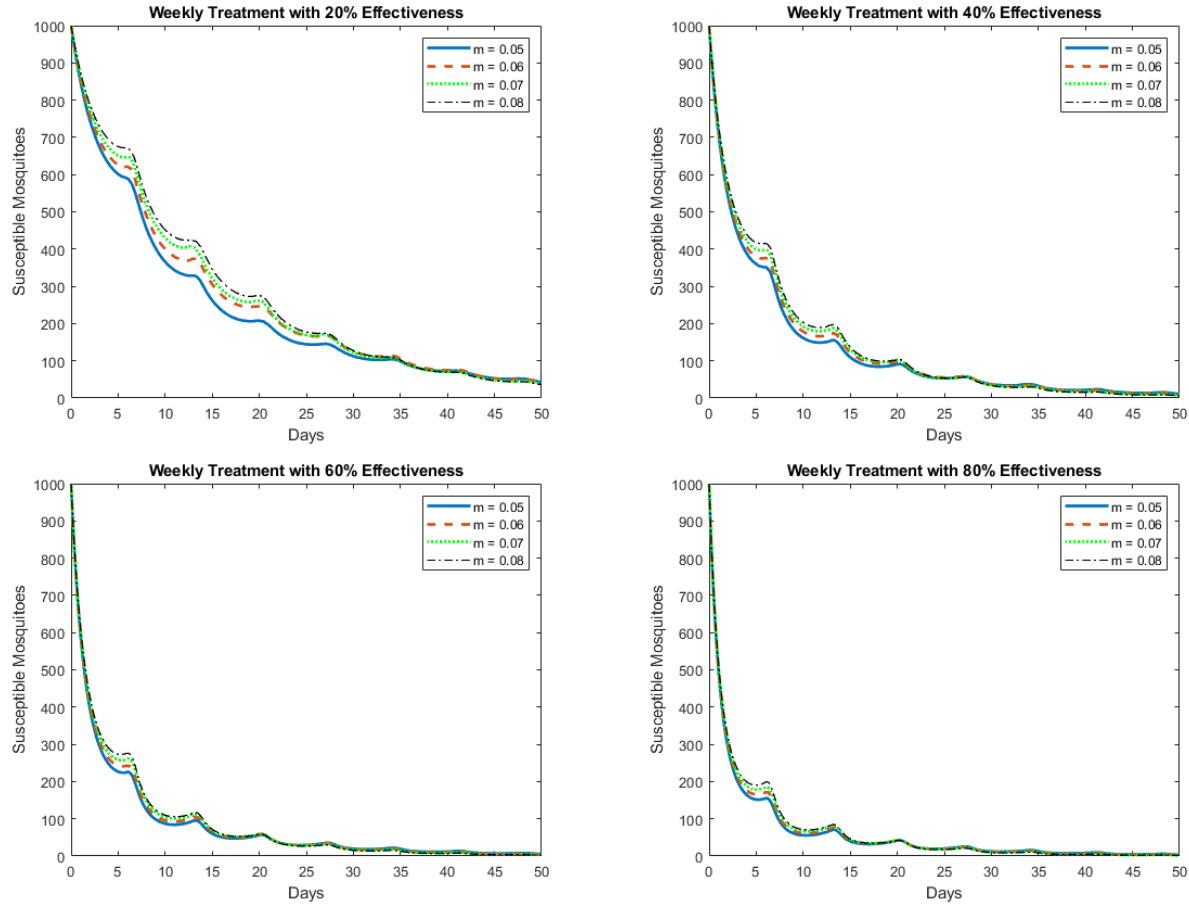 Weekly Treatment with 20% Effectiveness
1000
900
800
700
600
500
400
300
200
100
0
Susceptible Mosquitoes
m = 0.05
m = 0.06
m = 0.07
m = 0.08
0 5 10 15 20 25 30 35 40 45 50
Days
Weekly Treatment with 40% Effectiveness
1000
900
800
700
600
500
400
300
200
100
0
Susceptible Mosquitoes
m = 0.05
m = 0.06
m = 0.07
m = 0.08
0 5 10 15 20 25 30 35 40 45 50
Days
Weekly Treatment with 60% Effectiveness
1000
900
800
700
600
500
400
300
200
100
0
Susceptible Mosquitoes
m = 0.05
m = 0.06
m = 0.07
m = 0.08
0 5 10 15 20 25 30 35 40 45 50
Days
Weekly Treatment with 80% Effectiveness
1000
900
800
700
600
500
400
300
200
100
0
Susceptible Mosquitoes
m = 0.05
m = 0.06
m = 0.07
m = 0.08
0 5 10 15 20 25 30 35 40 45 50
Days